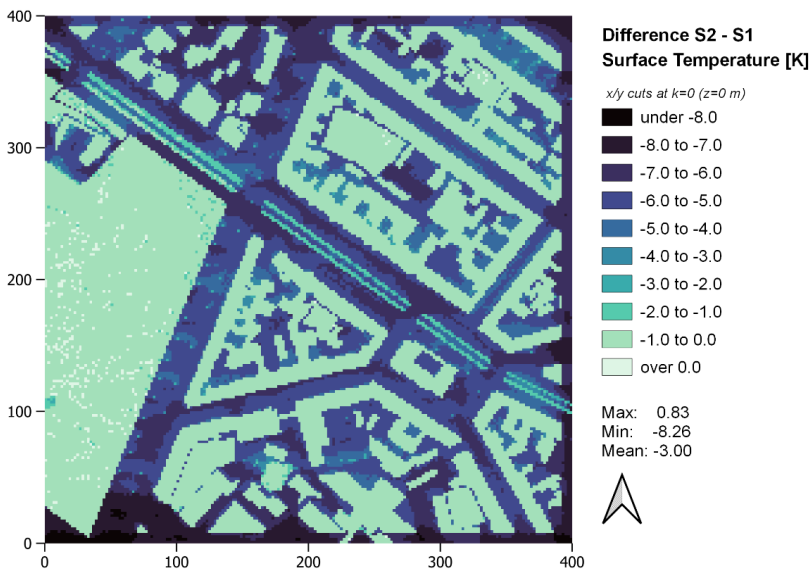 Difference S2 - S1
Surface Temperature [K]
x/y cuts at k=0 (z=0 m)
under -8.0
-8.0 to -7.0
-7.0 to -6.0
-6.0 to -5.0
-5.0 to -4.0
-4.0 to -3.0
-3.0 to -2.0
-2.0 to -1.0
-1.0 to 0.0
over 0.0
Max: 0.83
Min: -8.26
Mean: -3.00
400
300
200
100
0
0 100 200 300 400